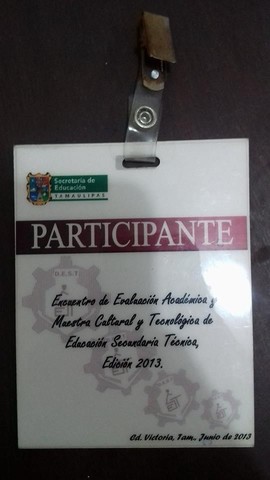 Secretaría de
Educación
TAMAULIPAS
PARTICIPANTE
D.E.S.T.
Encuentro de Evaluación Académica y
Muestra Cultural y Tecnológica de
Educación Secundaria Técnica,
Edición 2013.
Cd. Victoria, Tam., Junio de 2013